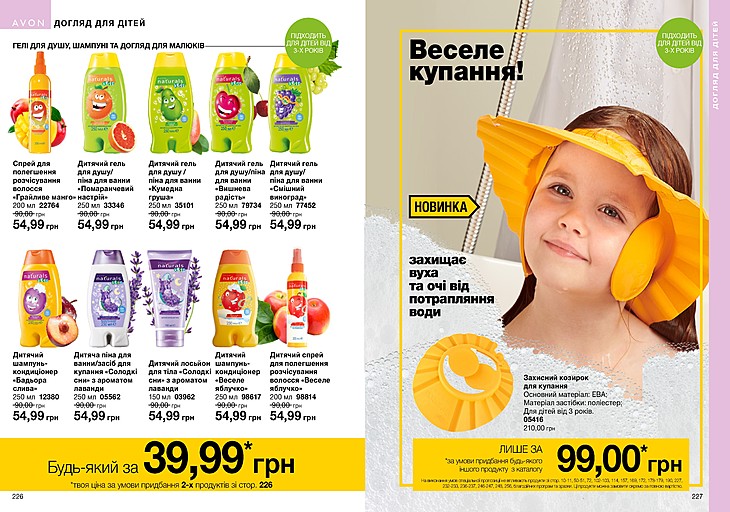 AVON
ДОГЛЯД ДЛЯ ДІТЕЙ
ГЕЛІ ДЛЯ ДУШУ, ШАМПУНІ ТА ДОГЛЯД ДЛЯ МАЛЮКІВ
ПІДХОДИТЬ
ДЛЯ ДІТЕЙ ВІД
3-Х РОКІВ
naturals
naturals
naturals
naturals
Спрей для
полегшення
розчісування
волосся
«Грайливе манго»
200 мл 22764
90,00 грн
54,99 грн
Дитячий гель
для душу/
піна для ванни
«Помаранчевий
настрій»
250 мл 33346
90,00 грн
54,99 грн
Дитячий гель
для душу /
піна для ванни
«Кумедна
груша»
250 мл 35101
90,00 грн
54,99 грн
Дитячий гель
для душу/піна
для ванни
«Вишнева
радість»
250 мл 79734
90,00 грн
54,99 грн
Дитячий гель
для душу/
піна для ванни
«Смішний
виноград»
250 мл 77452
90,00 грн
54,99 грн
naturals
naturals
naturals
naturals
Дитячий
шампунь-
кондиціонер
«Бадьора
слива»
250 мл 12380
90,00 грн
54,99 грн
Дитяча піна для
ванни/засіб для
купання «Солодкі
сни» з ароматом
лаванди
250 мл 05562
90,00 грн
54,99 грн
Дитячий лосьйон
для тіла «Солодкі
сни» з ароматом
лаванди
150 мл 03962
90,00 грн
54,99 грн
Дитячий
шампунь-
кондиціонер
«Веселе
яблучко»
250 мл 98617
90,00 грн
54,99 грн
Дитячий спрей
для полегшення
розчісування
волосся «Веселе
яблучко»
200 мл 98814
90,00 грн
54,99 грн
Будь-який за 39,99* грн
*твоя ціна за умови придбання 2-х продуктів зі стор. 226
226
Веселе
купання!
ПІДХОДИТЬ
ДЛЯ ДІТЕЙ ВІД
3-Х РОКІВ
ДОГЛЯД ДЛЯ ДІТЕЙ
НОВИНКА
захищає
вуха
та очі від
потрапляння
води
Захисний козирок
для купання
Основний матеріал: ЕВА;
Матеріал застібки: поліестер;
Для дітей від 3 років.
05416
210,00 грн
ЛИШЕ ЗА
*за умови придбання будь-якого
іншого продукту з каталогу
99,00* грн
227